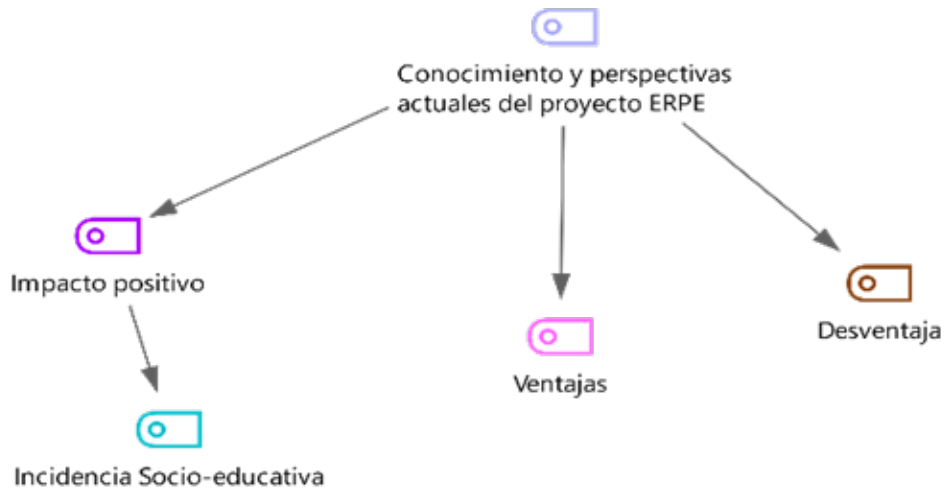 Conocimiento y perspectivas
actuales del proyecto ERPE
Impacto positivo
Desventaja
Ventajas
Incidencia Socio-educativa